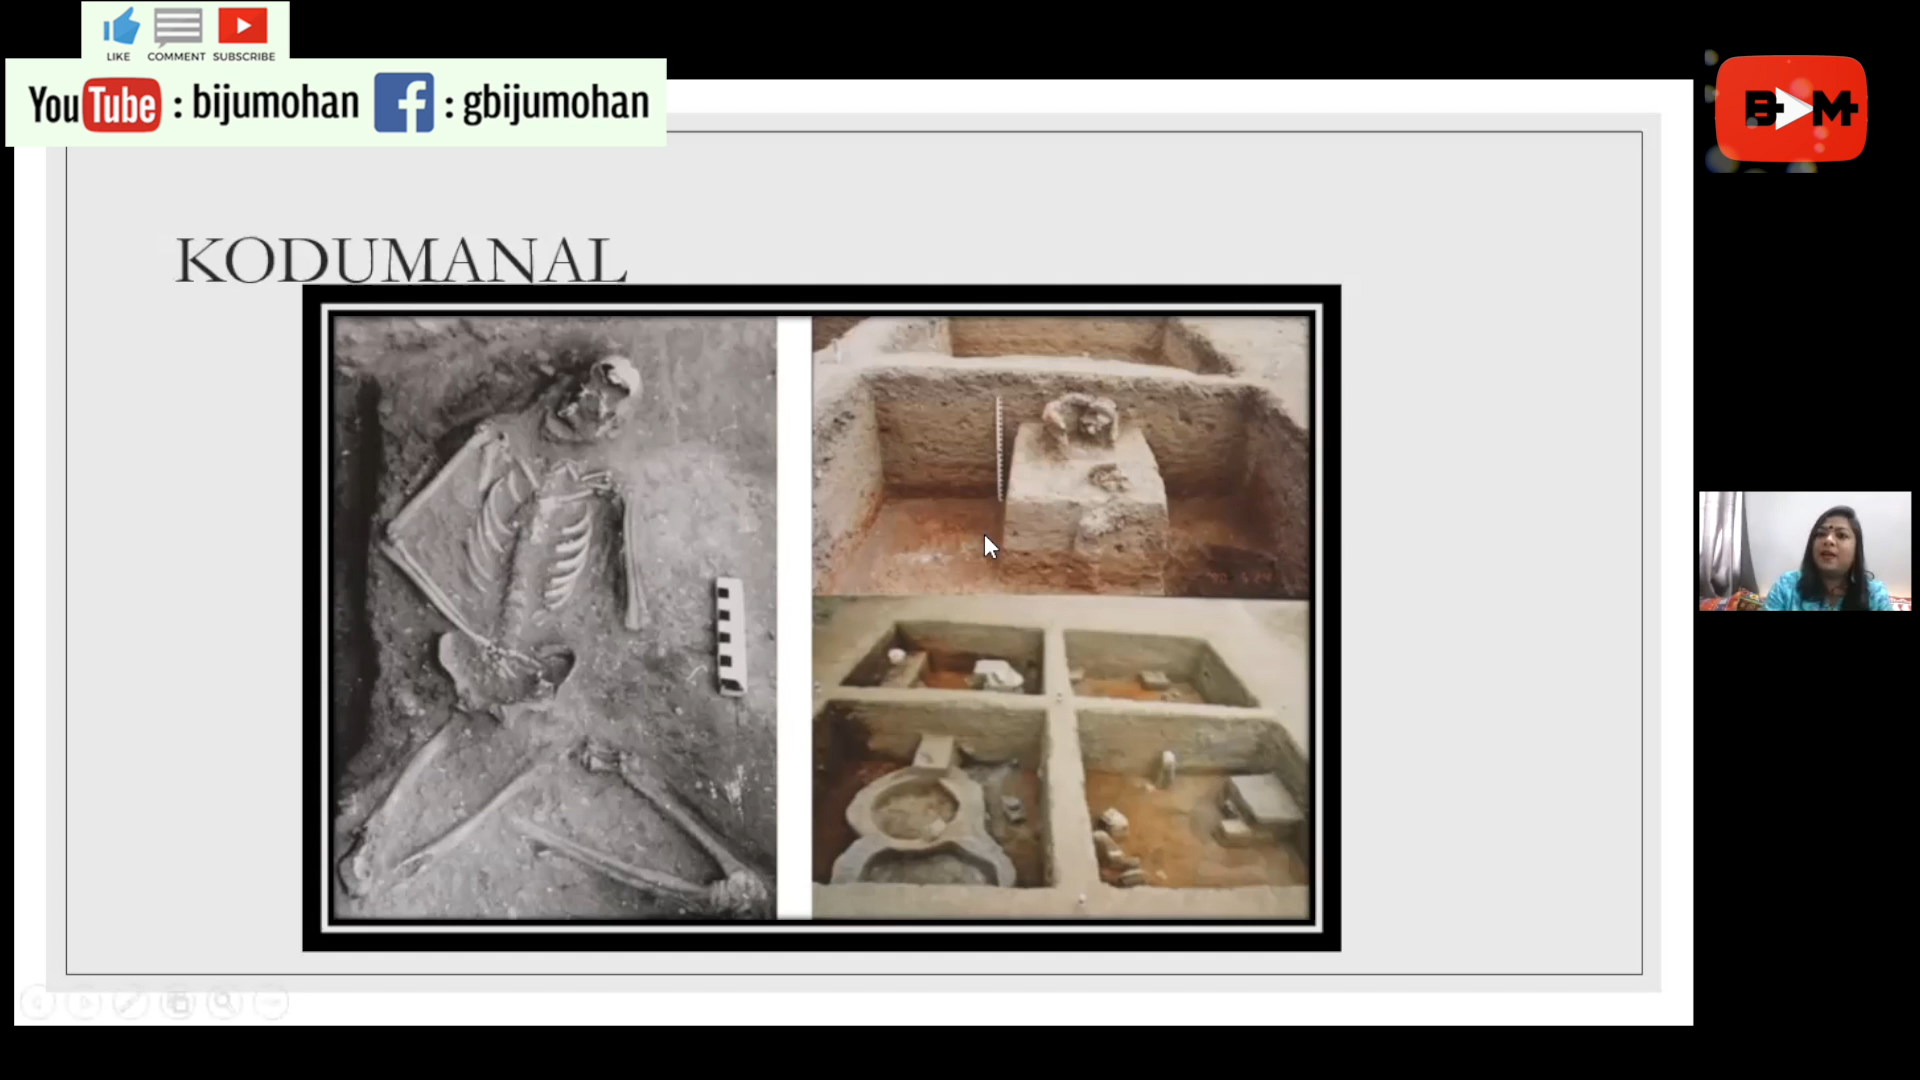 LIKE COMMENT SUBSCRIBE
YouTube : bijumohan f : gbijumohan
B M
KODUMANAL